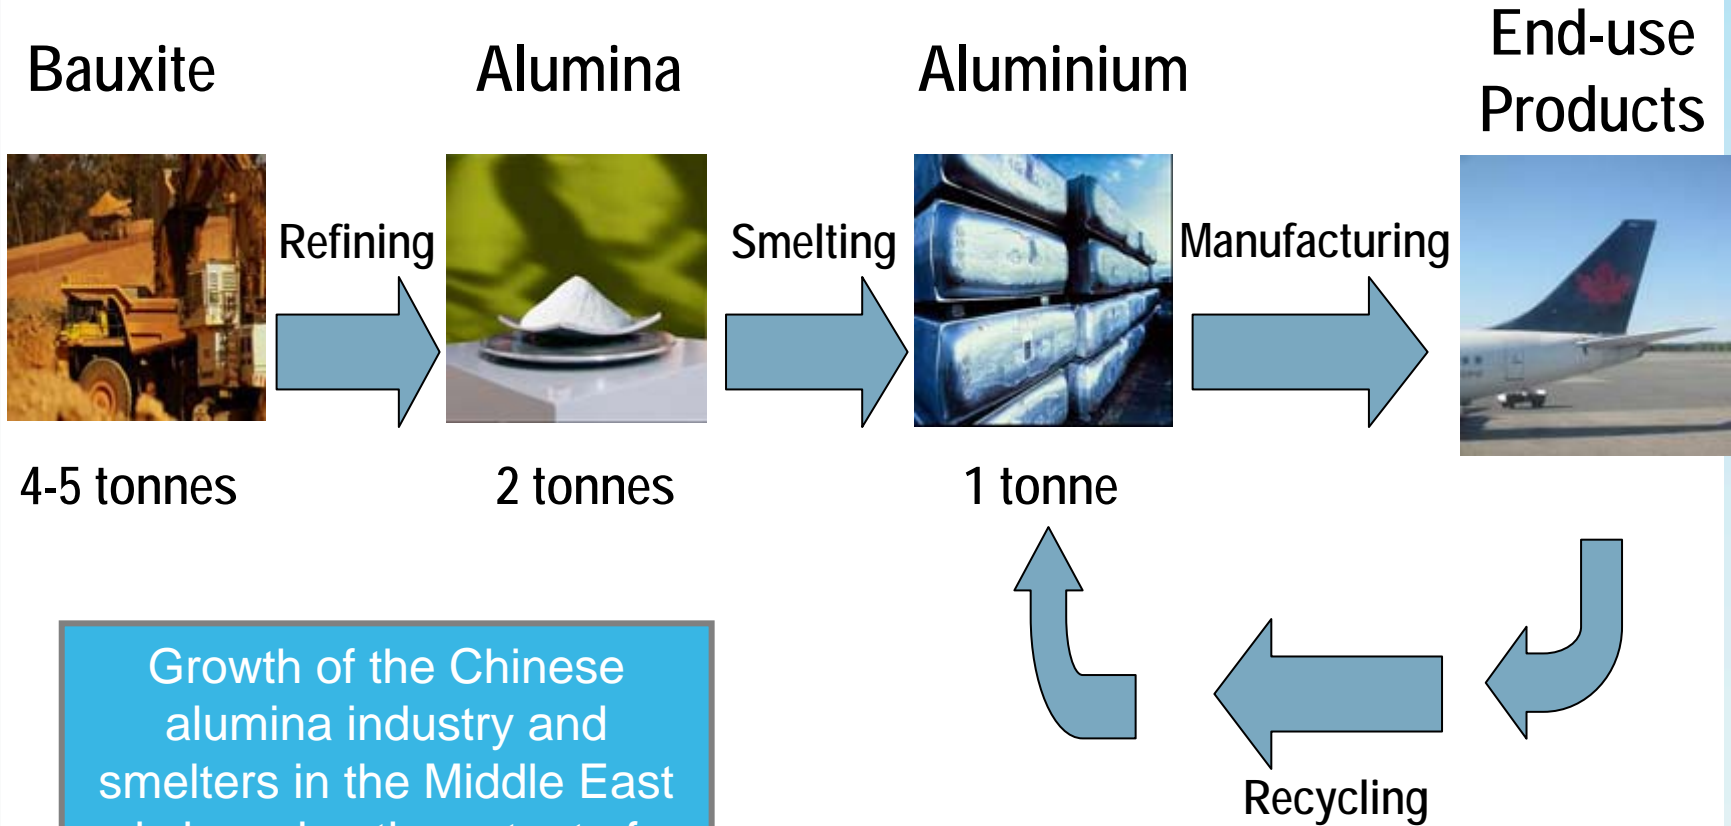 Bauxite
Alumina
Aluminium
End-use
Products
Refining
Smelting
Manufacturing
4-5 tonnes
2 tonnes
1 tonne
Growth of the Chinese
alumina industry and
smelters in the Middle East
Recycling